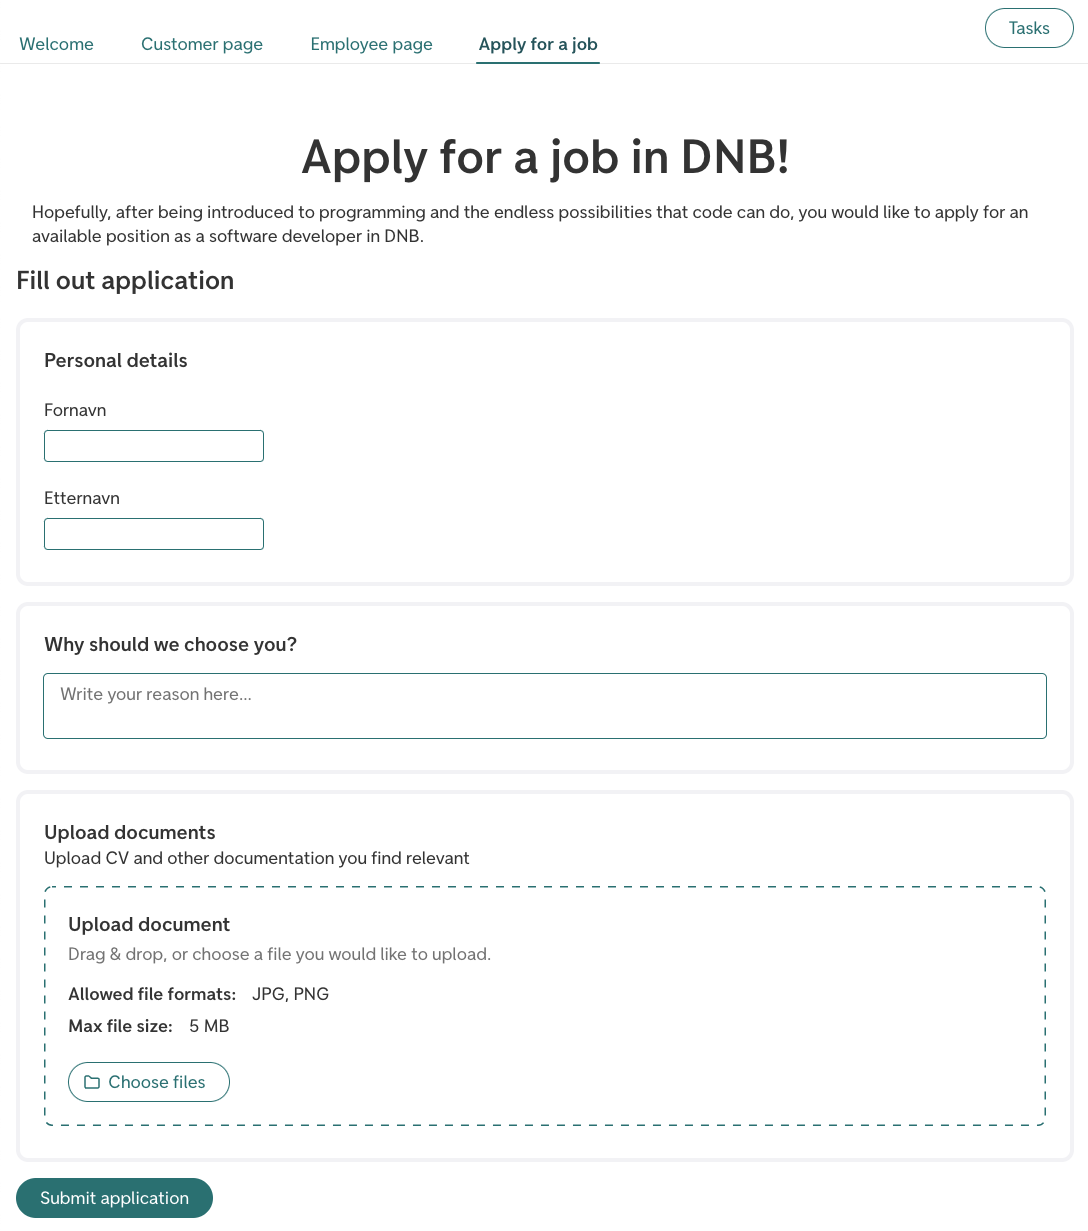 Welcome
Customer page
Employee page
Apply for a job
Tasks
Apply for a job in DNB!
Hopefully, after being introduced to programming and the endless possibilities that code can do, you would like to apply for an
available position as a software developer in DNB.
Fill out application
Personal details
Fornavn
Etternavn
Why should we choose you?
Write your reason here...
Upload documents
Upload CV and other documentation you find relevant
Upload document
Drag & drop, or choose a file you would like to upload.
Allowed file formats: JPG, PNG
Max file size: 5 MB
Choose files
Submit application